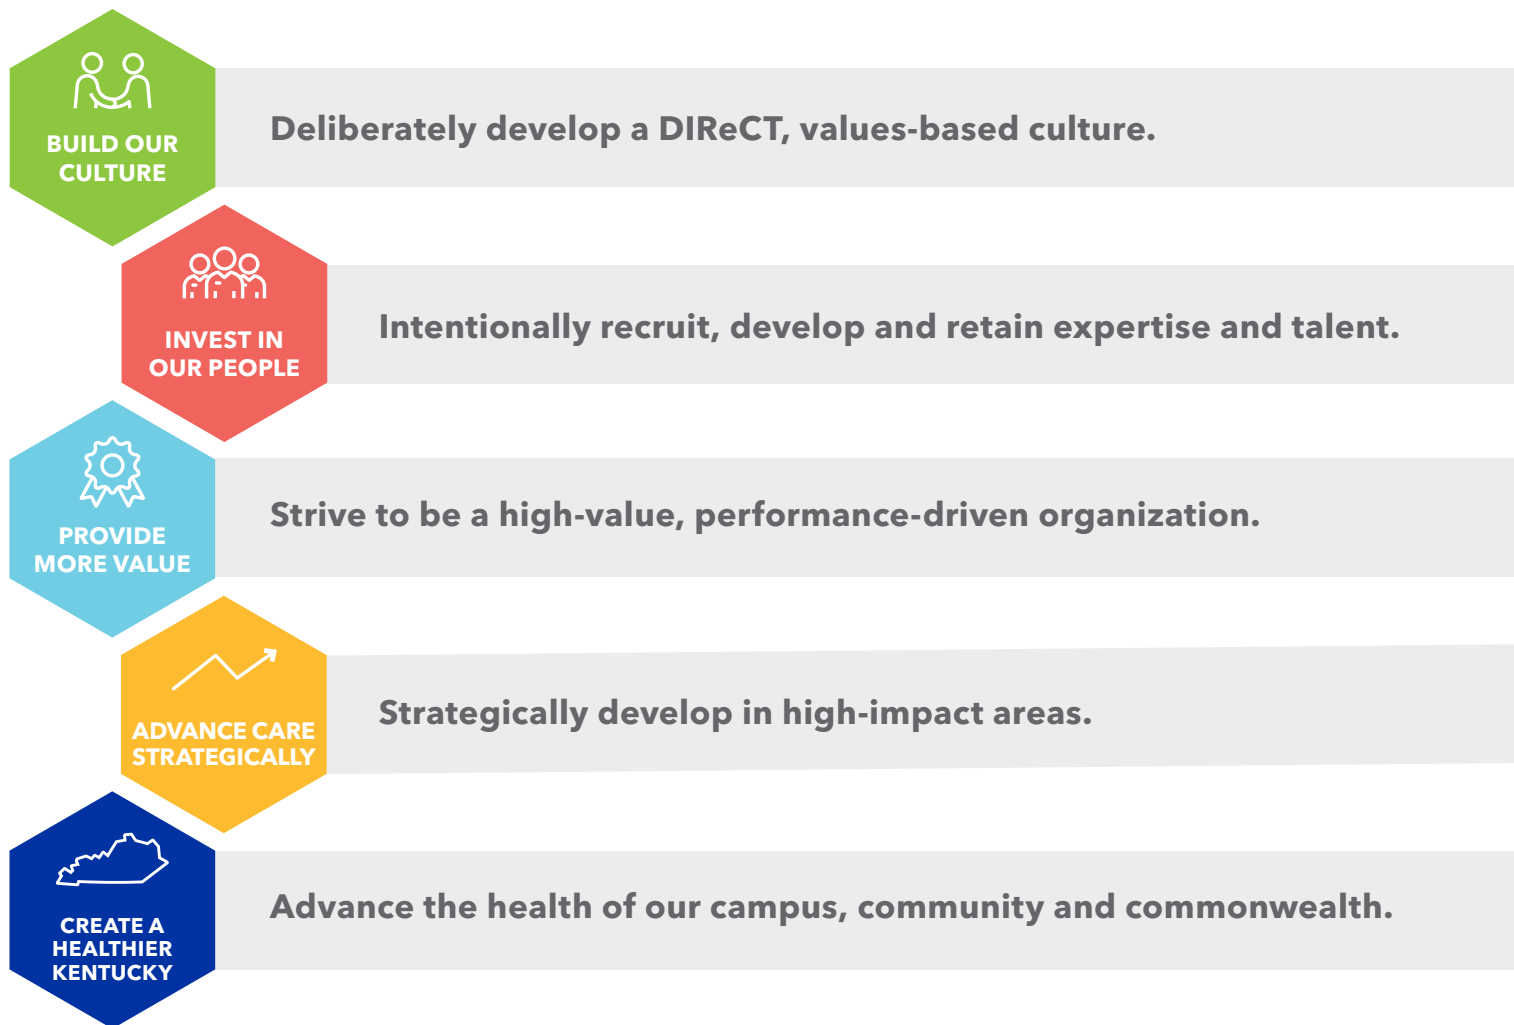 BUILD OUR
CULTURE
Deliberately develop a DIReCT, values-based culture.
INVEST IN
OUR PEOPLE
Intentionally recruit, develop and retain expertise and talent.
PROVIDE
MORE VALUE
Strive to be a high-value, performance-driven organization.
ADVANCE CARE
STRATEGICALLY
Strategically develop in high-impact areas.
CREATE A
HEALTHIER
KENTUCKY
Advance the health of our campus, community and commonwealth.